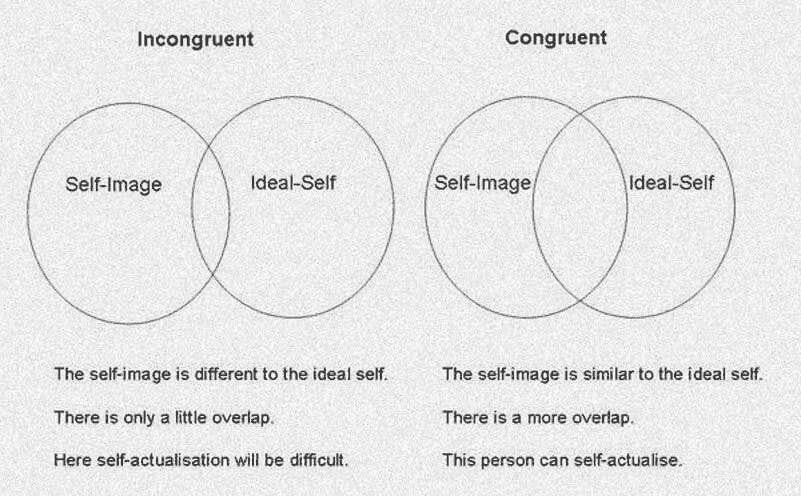 Incongruent
Congruent
Self-Image
Ideal-Self
Self-Image
Ideal-Self
The self-image is different to the ideal self.
There is only a little overlap.
Here self-actualisation will be difficult.
The self-image is similar to the ideal self.
There is a more overlap.
This person can self-actualise.